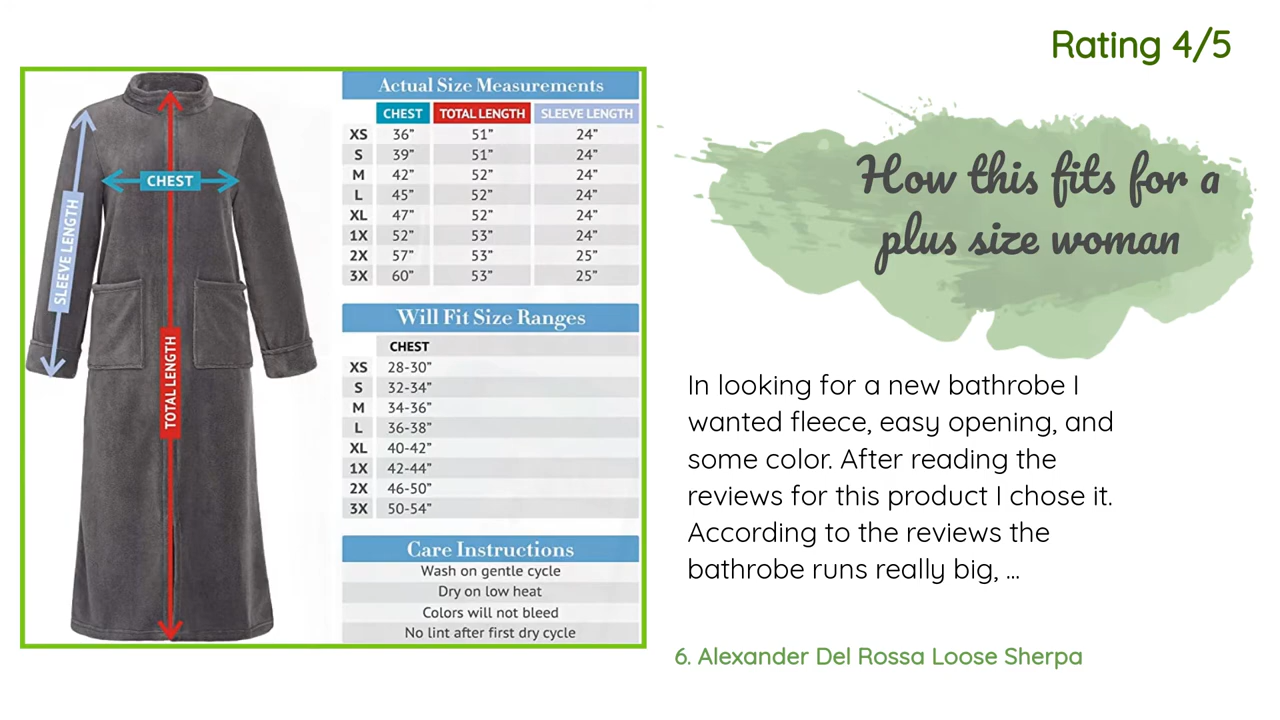 Rating 4/5
Actual Size Measurements
CHEST TOTAL LENGTH SLEEVE LENGTH
XS 36” 51” 24”
S 39” 51” 24”
M 42” 52” 24”
L 45” 52” 24”
XL 47” 52” 24”
1X 52” 53” 24”
2X 57” 53” 25”
3X 60” 53” 25”
CHEST
SLEEVE LENGTH
TOTAL LENGTH
Will Fit Size Ranges
CHEST
XS 28-30”
S 32-34”
M 34-36”
L 36-38”
XL 40-42”
1X 42-44”
2X 46-50”
3X 50-54”
Care Instructions
Wash on gentle cycle
Dry on low heat
Colors will not bleed
No lint after first dry cycle
How this fits for a
plus size woman
In looking for a new bathrobe I
wanted fleece, easy opening, and
some color. After reading the
reviews for this product I chose it.
According to the reviews the
bathrobe runs really big, ...
6. Alexander Del Rossa Loose Sherpa